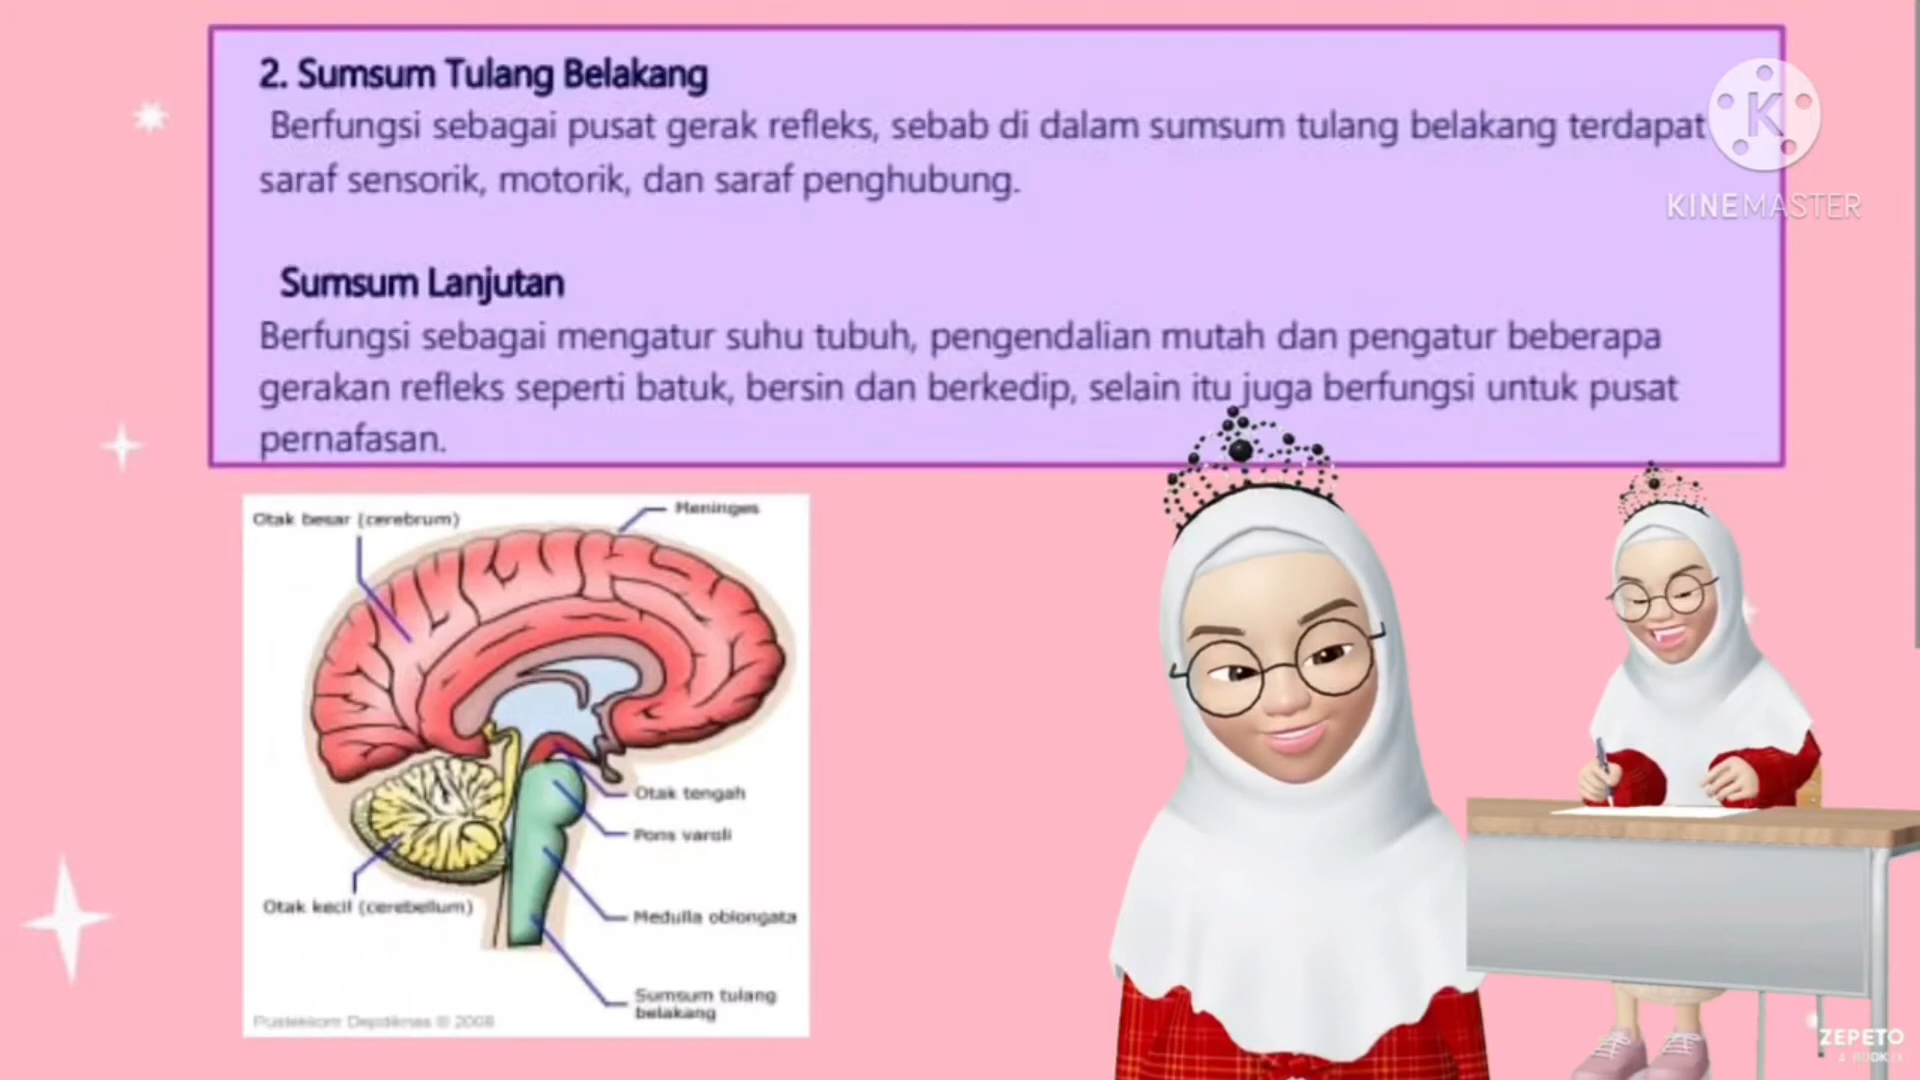 2. Sumsum Tulang Belakang
Berfungsi sebagai pusat gerak refleks, sebab di dalam sumsum tulang belakang terdapat
saraf sensorik, motorik, dan saraf penghubung.
Sumsum Lanjutan
Berfungsi sebagai mengatur suhu tubuh, pengendalian mutah dan pengatur beberapa
gerakan refleks seperti batuk, bersin dan berkedip, selain itu juga berfungsi untuk pusat
pernafasan.
K
KINEMASTER
Otak besar (cerebrum)
Meninges
Otak tengah
Pons varoli
Otak kecil (cerebellum)
Medulla oblongata
Sumsum tulang
belakang
Pustekkom Depdiknas © 2008
ZEPETO